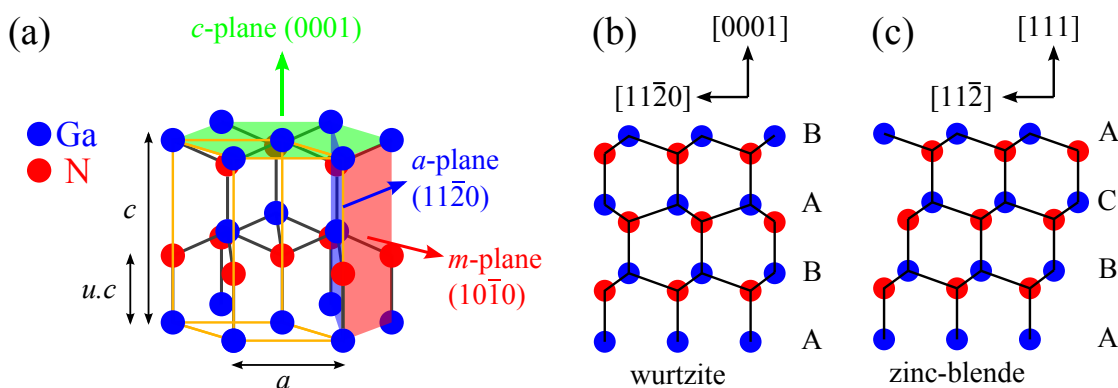 (a)
c-plane (0001)
Ga
N
c
u.c
a
a-plane
(112̅0)
m-plane
(101̅0)
(b)
[0001]
[112̅0]
B
A
B
A
wurtzite
(c)
[111]
[112̅]
A
C
B
A
zinc-blende